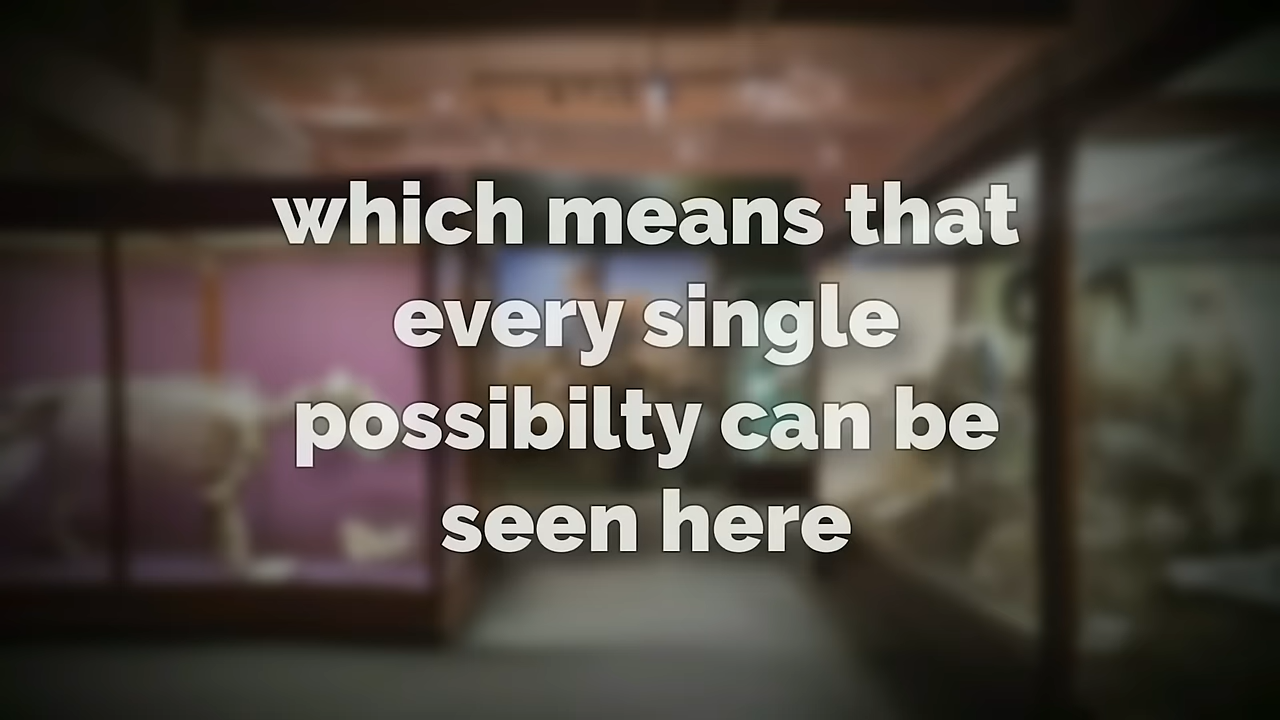 which means that
every single
possibilty can be
seen here